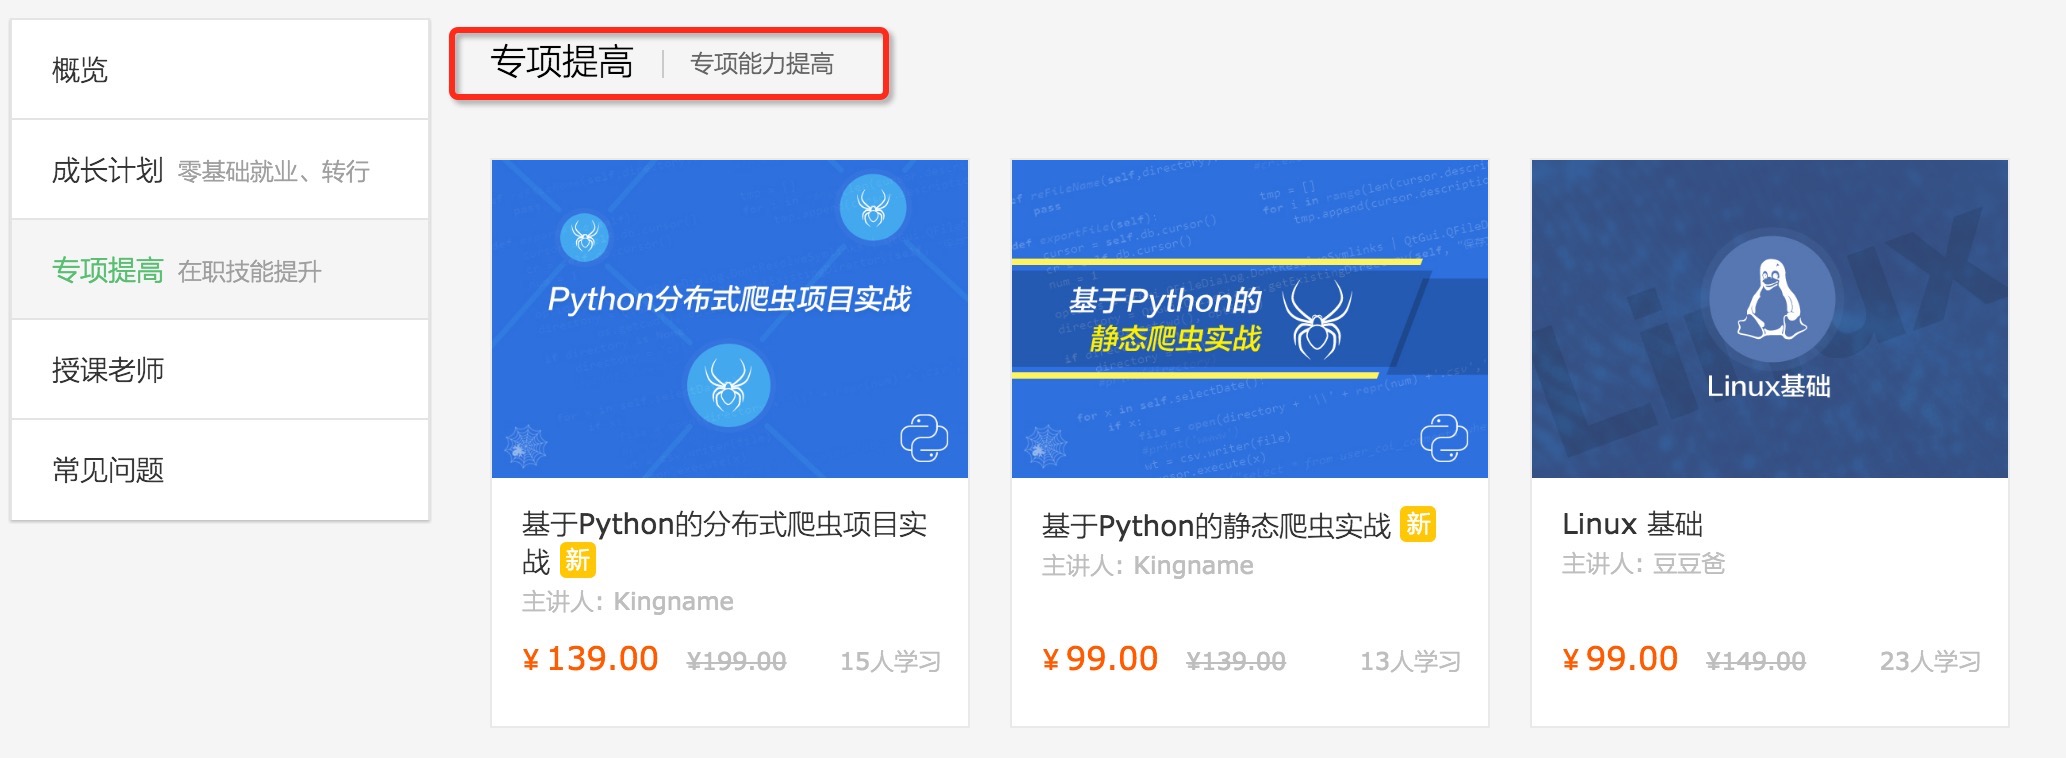 概览
成长计划 零基础就业、转行
专项提高 在职技能提升
授课老师
常见问题
专项提高 | 专项能力提高
Python分布式爬虫项目实战
基于Python的
静态爬虫实战
Linux
Linux基础
基于Python的分布式爬虫项目实
战 新
主讲人: Kingname
¥139.00 ¥199.00 15人学习
基于Python的静态爬虫实战 新
主讲人: Kingname
¥99.00 ¥139.00 13人学习
Linux 基础
主讲人: 豆豆爸
¥99.00 ¥149.00 23人学习